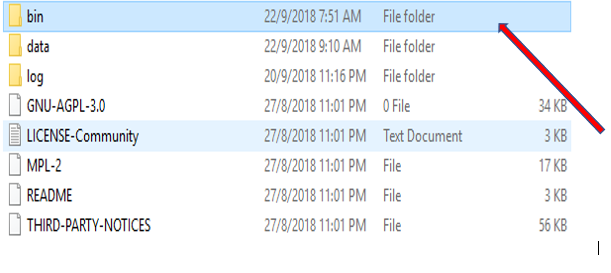 bin 22/9/2018 7:51 AM File folder
data 22/9/2018 9:10 AM File folder
log 20/9/2018 11:16 PM File folder
GNU-AGPL-3.0 27/8/2018 11:01 PM 0 File 34 KB
LICENSE-Community 27/8/2018 11:01 PM Text Document 3 KB
MPL-2 27/8/2018 11:01 PM File 17 KB
README 27/8/2018 11:01 PM File 3 KB
THIRD-PARTY-NOTICES 27/8/2018 11:01 PM File 56 KB